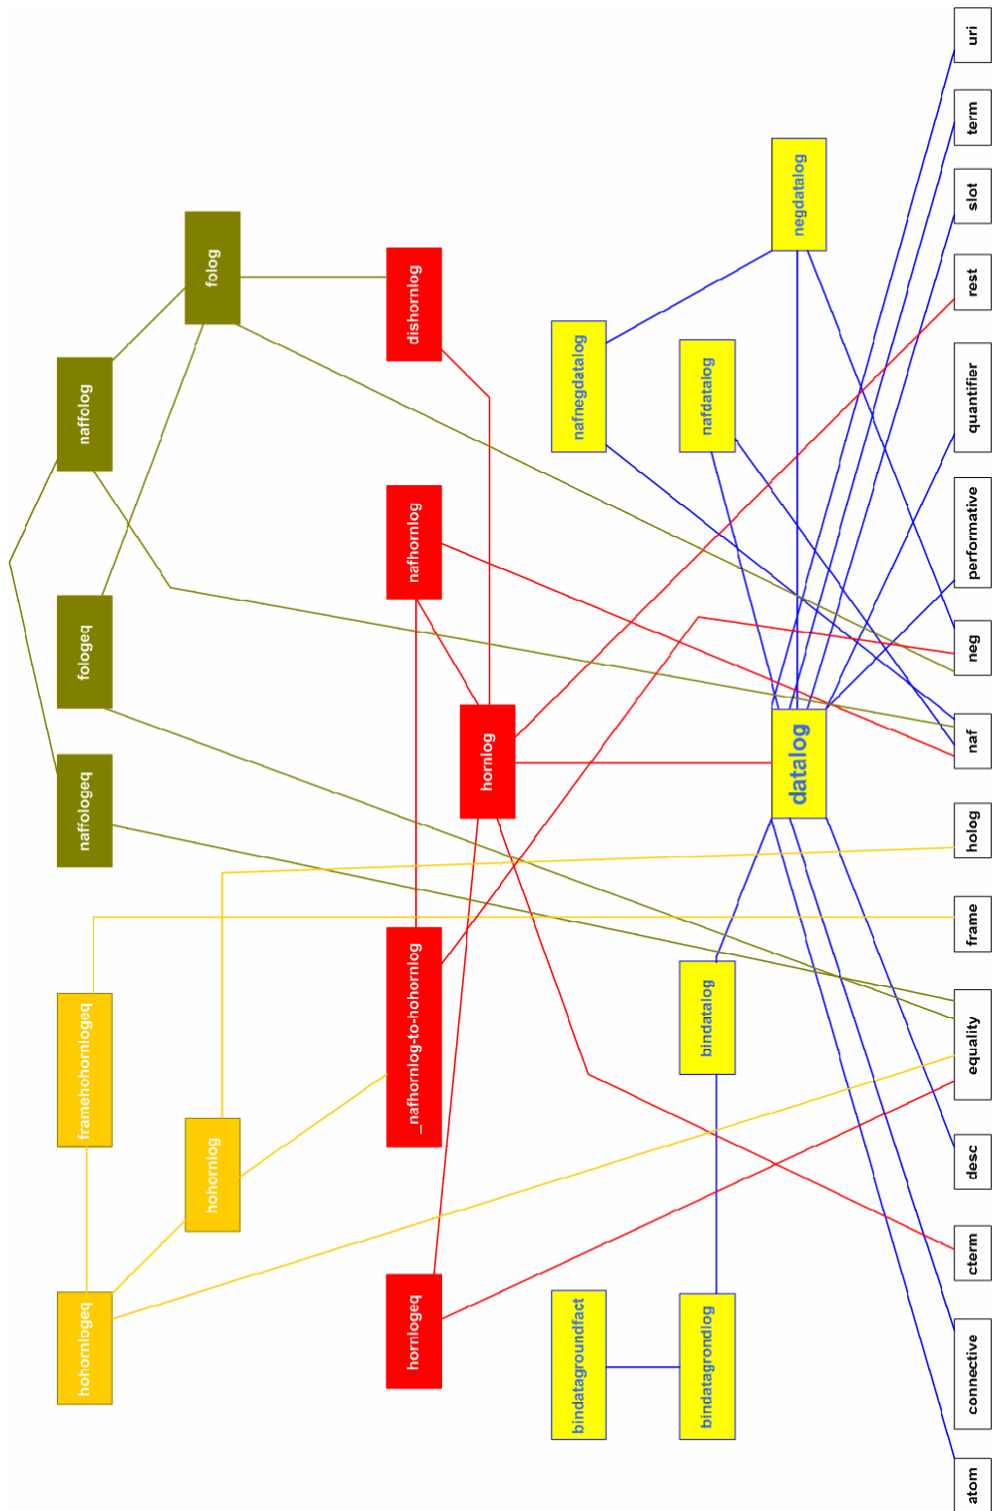 atom
connective
cterm
desc
equality
frame
holog
naf
neg
performative
quantifier
rest
slot
term
uri
bindatagrondlog
bindatagroundfact
bindatalog
datalog
nafdatalog
nafnegdatalog
negdatalog
hornlogeq
_nafhornlog-to-hohornlog
hornlog
nafhornlog
dishornlog
hohornlogeq
hohornlog
framehohornlogeq
naffologeq
fologeq
naffolog
folog